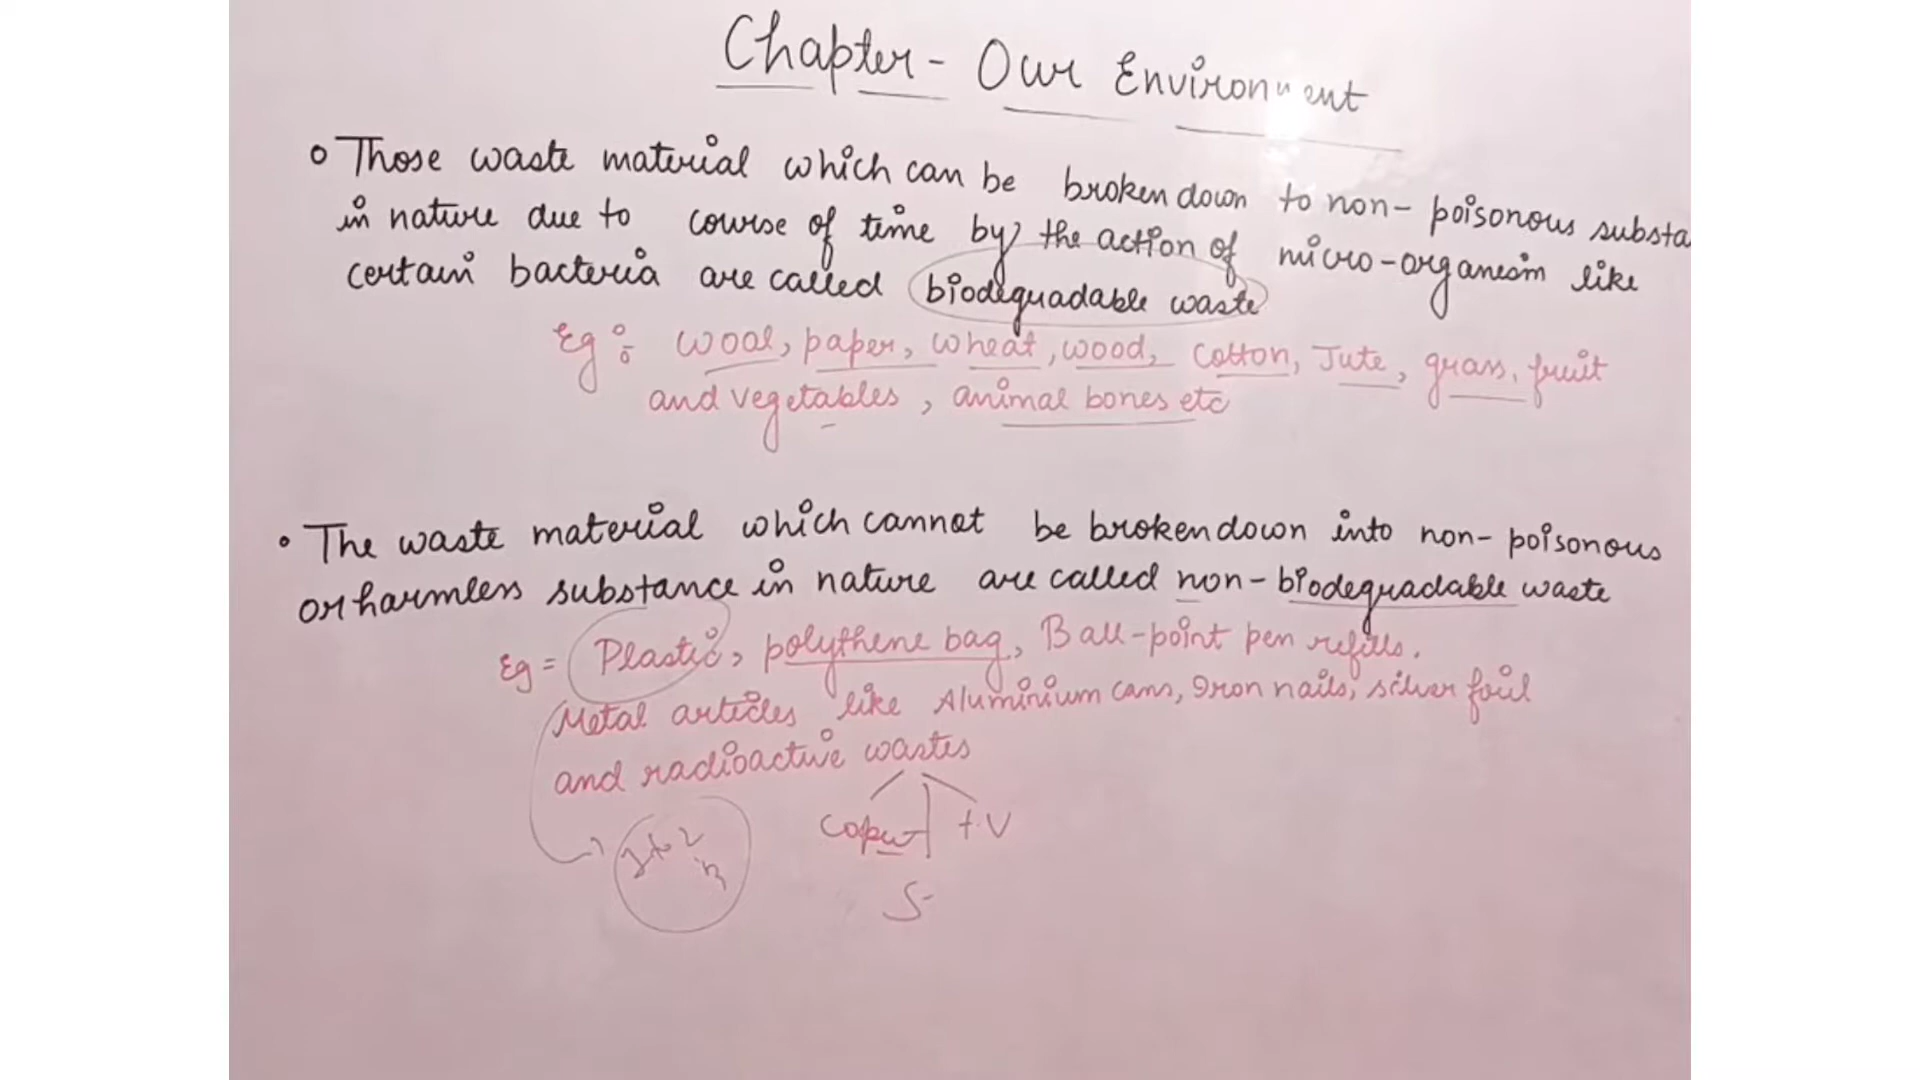 Chapter - Our Environment
Those waste material which can be broken down to non-poisonous substa
in nature due to course of time by the action of micro-organism like
certain bacteria are called biodegradable waste
Eg :- wool, paper, wheat, wood, Cotton, Jute, grass, fruit
and vegetables, animal bones etc
The waste material which cannot be broken down into non-poisonous
or harmless substance in nature are called non-biodegradable waste
Eg = Plastic, polythene bag, Ball-point pen refills.
Metal articles like Aluminium cans, Iron nails, silver foil
and radioactive wastes
t.V